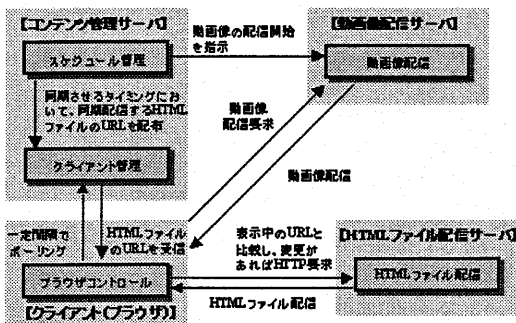 【コンテンツ管理サーバ】
スケジュール管理
動画像の配信開始
を指示
【動画像配信サーバ】
動画像配信
同期させるタイミングにお
いて、同期配信するHTML
ファイルのURLを配布
クライアント管理
動画像
配信要求
動画像配信
一定間隔で
ポーリング
HTMLファイル
のURLを受信
表示中のURLと
比較し、変更が
あればHTTP要求
【HTMLファイル配信サーバ】
ブラウザコントロール
HTMLファイル配信
HTMLファイル配信
【クライアント(ブラウザ)】